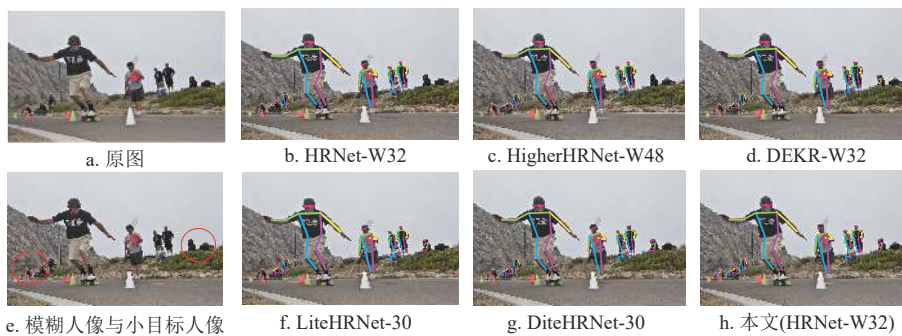 a. 原图
b. HRNet-W32
c. HigherHRNet-W48
d. DEKR-W32
e. 模糊人像与小目标人像
f. LiteHRNet-30
g. DiteHRNet-30
h. 本文(HRNet-W32)